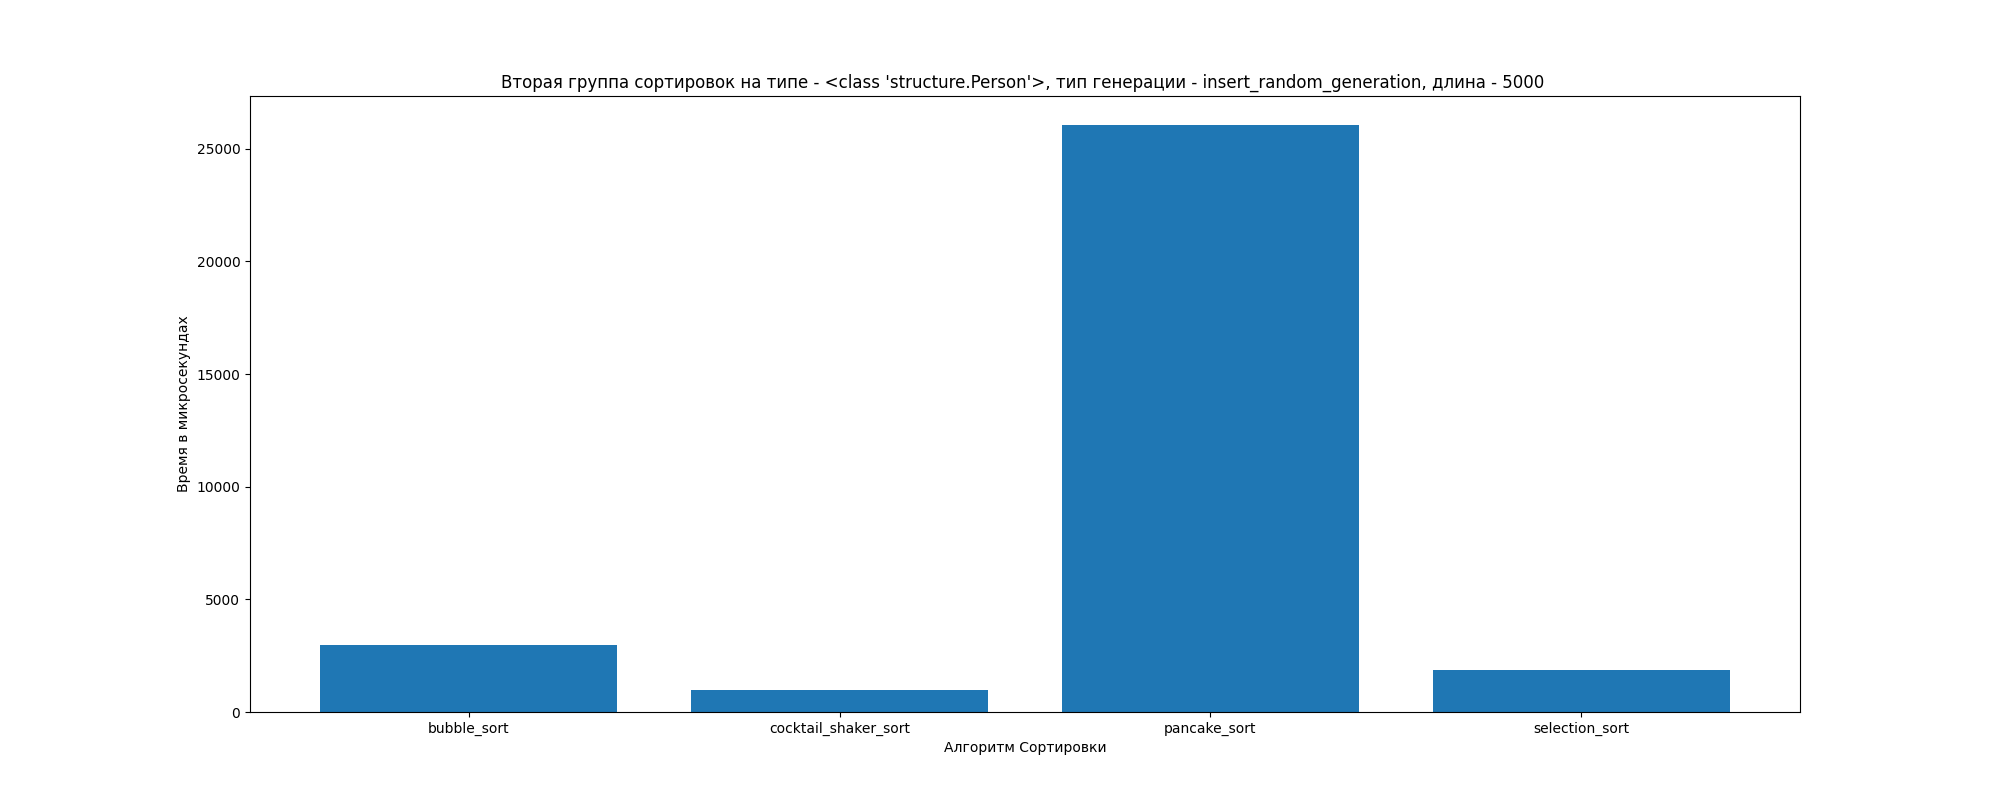 Вторая группа сортировок на типе - <class 'structure.Person'>, тип генерации - insert_random_generation, длина - 5000
Время в микросекундах
25000
20000
15000
10000
5000
0
bubble_sort
cocktail_shaker_sort
pancake_sort
selection_sort
Алгоритм Сортировки